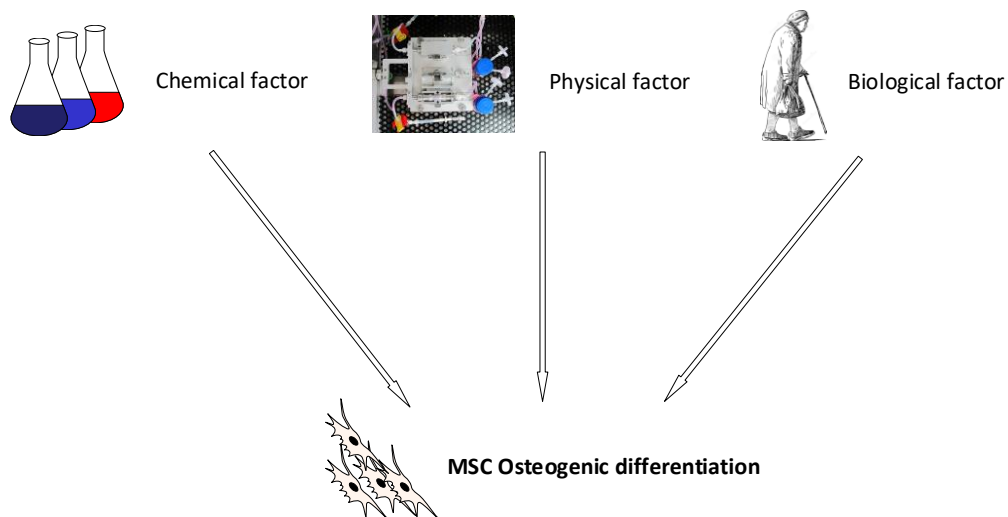 Chemical factor
Physical factor
Biological factor
MSC Osteogenic differentiation